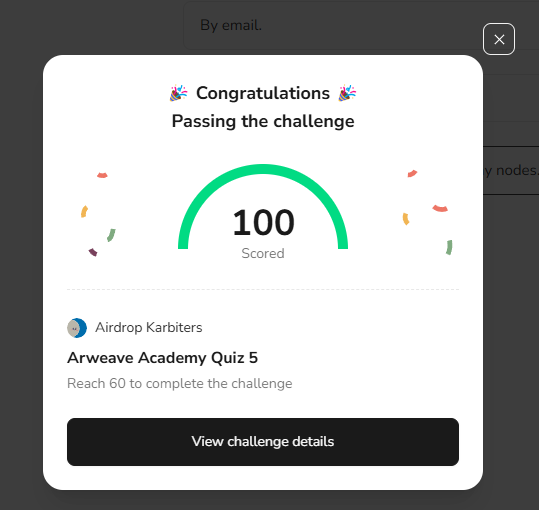 By email.
Congratulations
Passing the challenge
y nodes.
100
Scored
Airdrop Karbiters
Arweave Academy Quiz 5
Reach 60 to complete the challenge
View challenge details